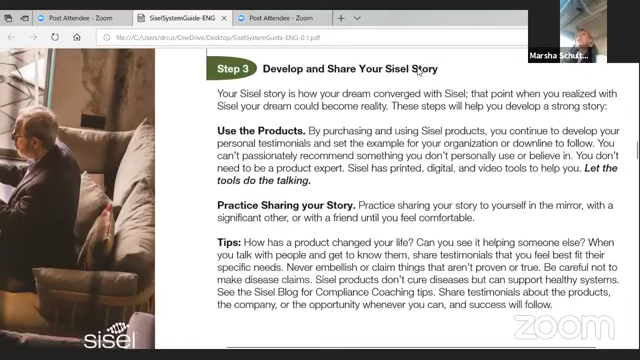 Post Attendee - Zoom
SiselSystemGuide-ENG
Post Attendee - Zoom
file:///C:/Users/drcur/OneDrive/Desktop/SiselSystemGuide-ENG-0.1.pdf
Marsha Schult...
Step 3 Develop and Share Your Sisel Story
Your Sisel story is how your dream converged with Sisel; that point when you realized with
Sisel your dream could become reality. These steps will help you develop a strong story:
Use the Products. By purchasing and using Sisel products, you continue to develop your
personal testimonials and set the example for your organization or downline to follow. You
can't passionately recommend something you don't personally use or believe in. You don't
need to be a product expert. Sisel has printed, digital, and video tools to help you. Let the
tools do the talking.
Practice Sharing your Story. Practice sharing your story to yourself in the mirror, with a
significant other, or with a friend until you feel comfortable.
Tips: How has a product changed your life? Can you see it helping someone else? When
you talk with people and get to know them, share testimonials that you feel best fit their
specific needs. Never embellish or claim things that aren't proven or true. Be careful not to
make disease claims. Sisel products don't cure diseases but can support healthy systems.
See the Sisel Blog for Compliance Coaching tips. Share testimonials about the products,
the company, or the opportunity whenever you can, and success will follow.
sisel
zoom